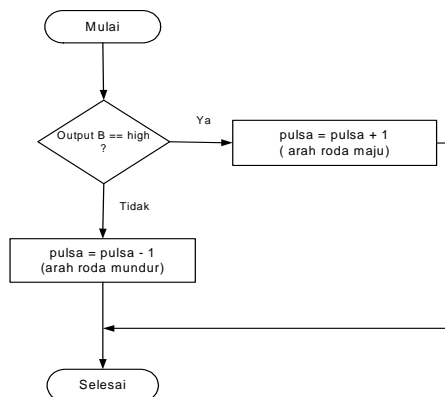 Mulai
Output B == high
?
Ya
pulsa = pulsa + 1
( arah roda maju)
Tidak
pulsa = pulsa - 1
(arah roda mundur)
Selesai